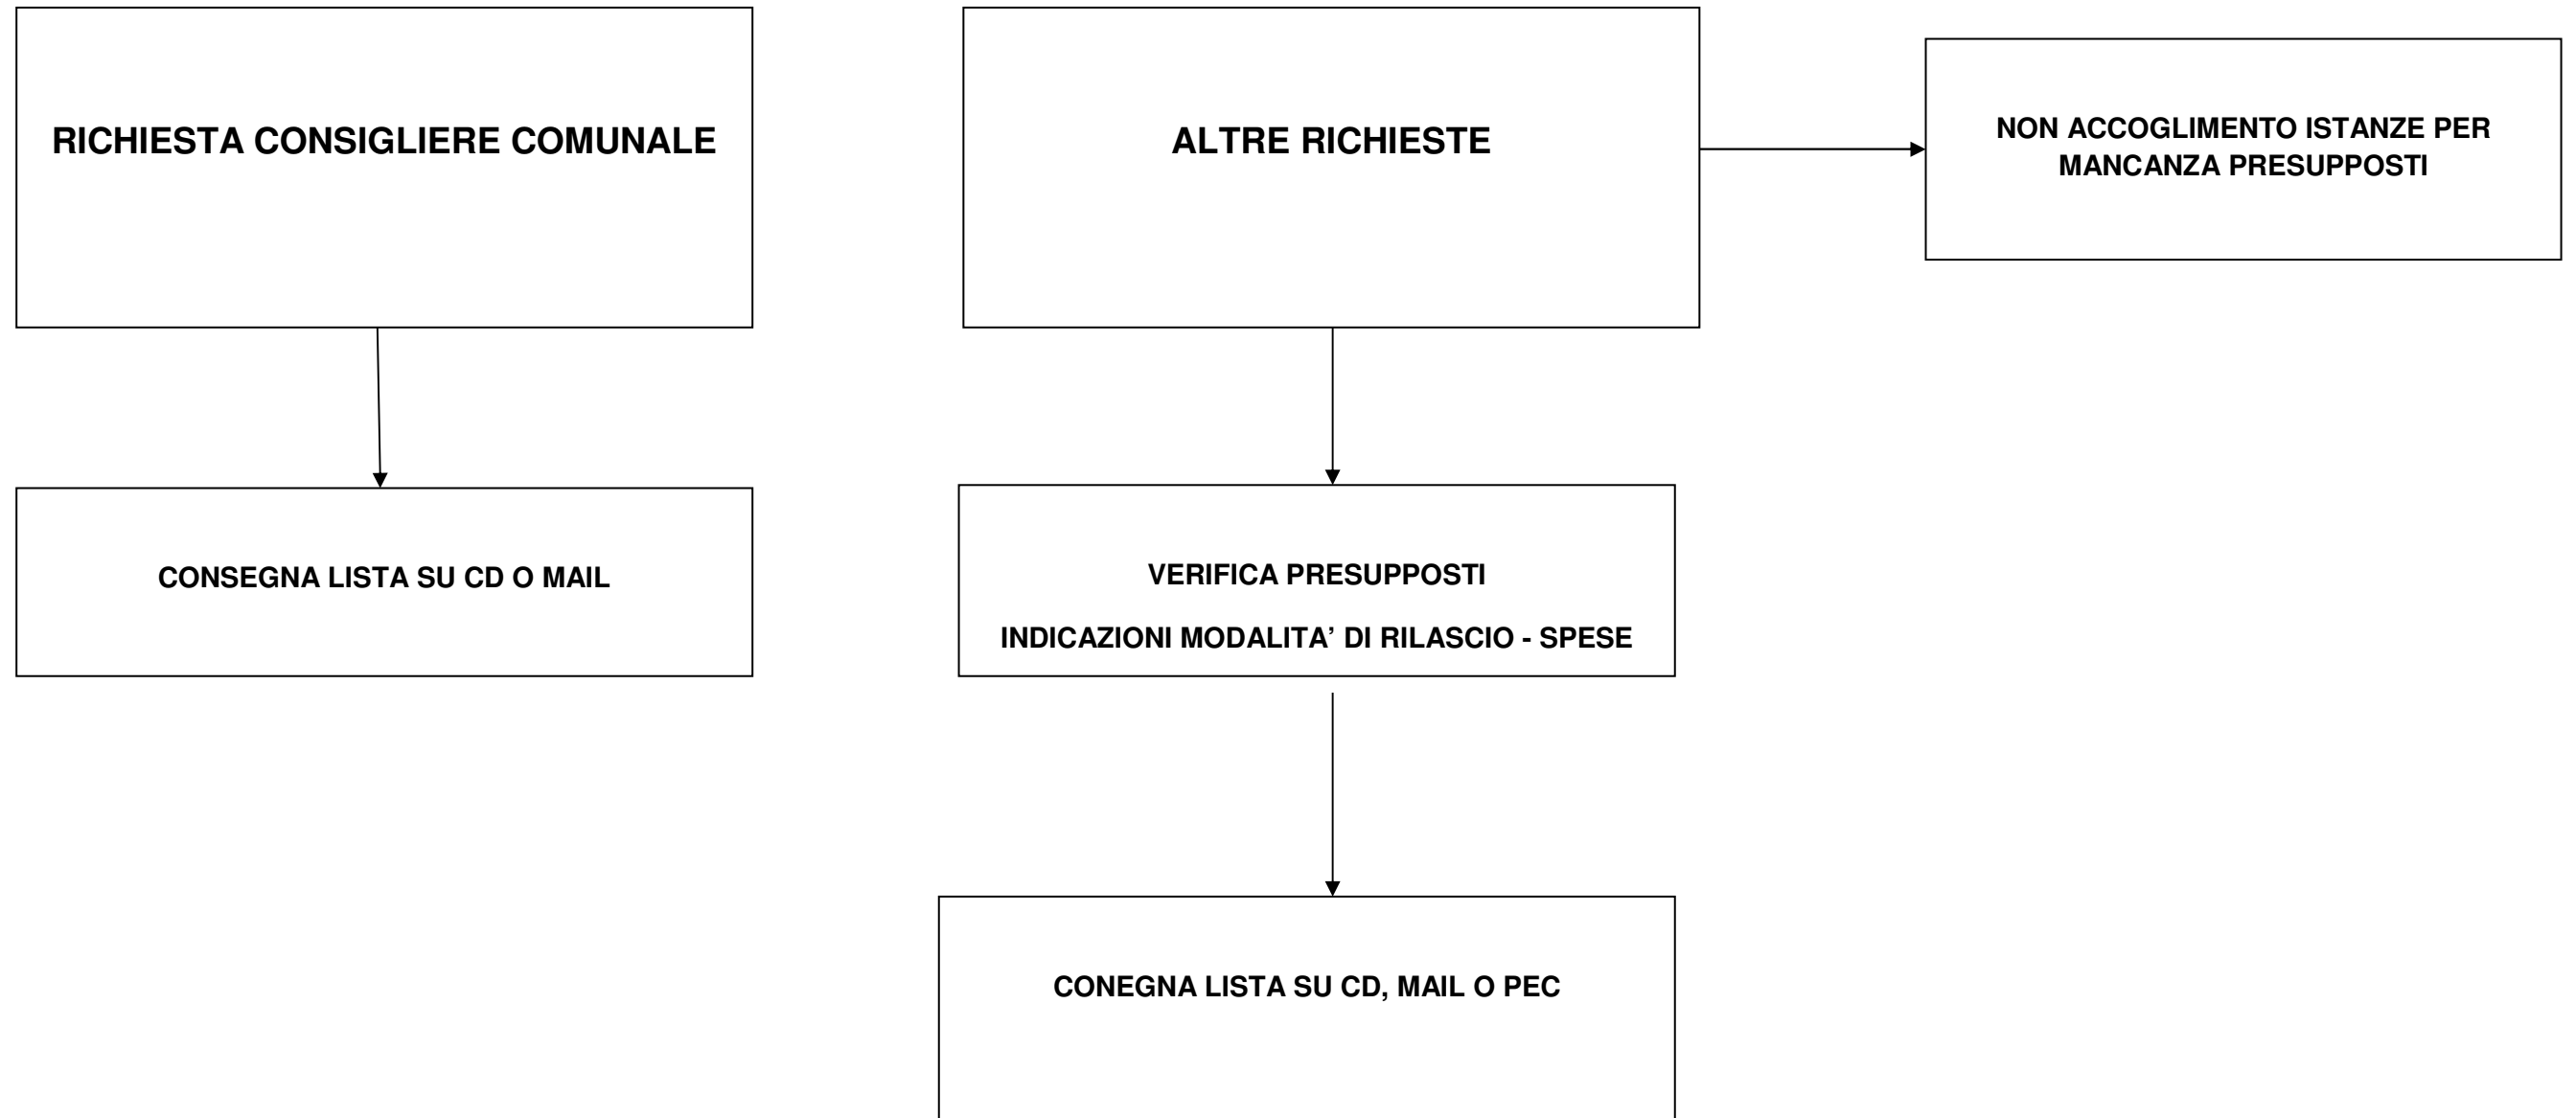 RICHIESTA CONSIGLIERE COMUNALE
ALTRE RICHIESTE
NON ACCOGLIMENTO ISTANZE PER
MANCANZA PRESUPPOSTI
CONSEGNA LISTA SU CD O MAIL
VERIFICA PRESUPPOSTI
INDICAZIONI MODALITA’ DI RILASCIO - SPESE
CONEGNA LISTA SU CD, MAIL O PEC